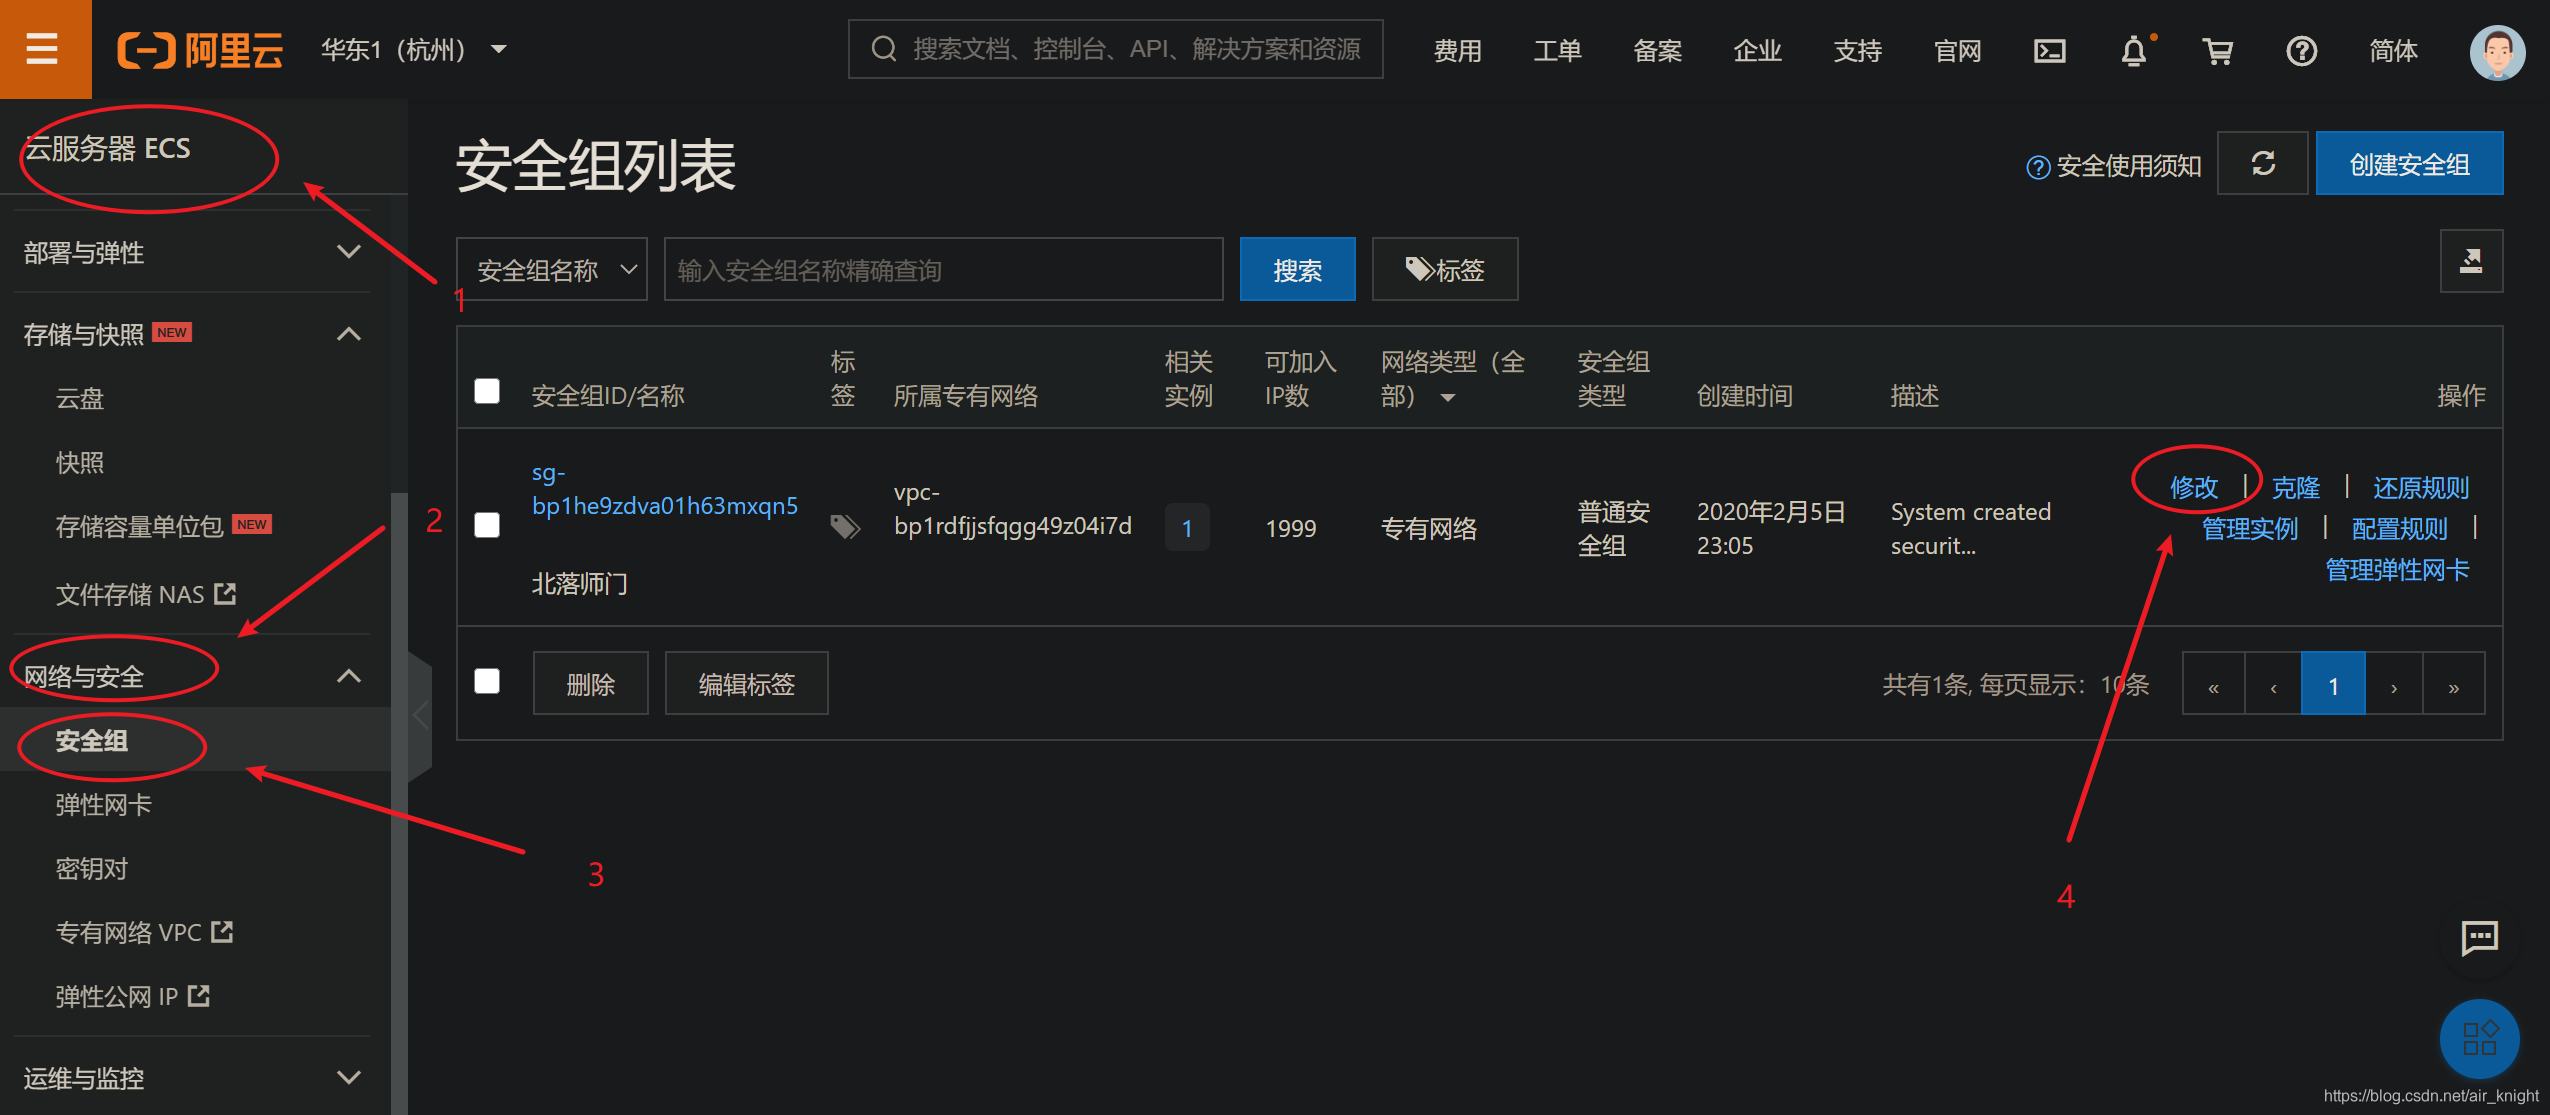 阿里云
华东1（杭州）
搜索文档、控制台、API、解决方案和资源
费用
工单
备案
企业
支持
官网
简体
云服务器 ECS
部署与弹性
存储与快照 NEW
云盘
快照
存储容量单位包 NEW
文件存储 NAS
网络与安全
安全组
弹性网卡
密钥对
专有网络 VPC
弹性公网 IP
运维与监控
1
2
3
4
安全组列表
安全使用须知
创建安全组
安全组名称
输入安全组名称精确查询
搜索
标签
安全组ID/名称
标
签
所属专有网络
相关
实例
可加入
IP数
网络类型（全
部）
安全组
类型
创建时间
描述
操作
sg-
bp1he9zdva01h63mxqn5
北落师门
vpc-
bp1rdfjjsfqgg49z04i7d
1
1999
专有网络
普通安
全组
2020年2月5日
23:05
System created
securit...
修改 | 克隆 | 还原规则
管理实例 | 配置规则 |
管理弹性网卡
删除
编辑标签
共有1条, 每页显示：10条
« ‹ 1 › »
https://blog.csdn.net/air_knight